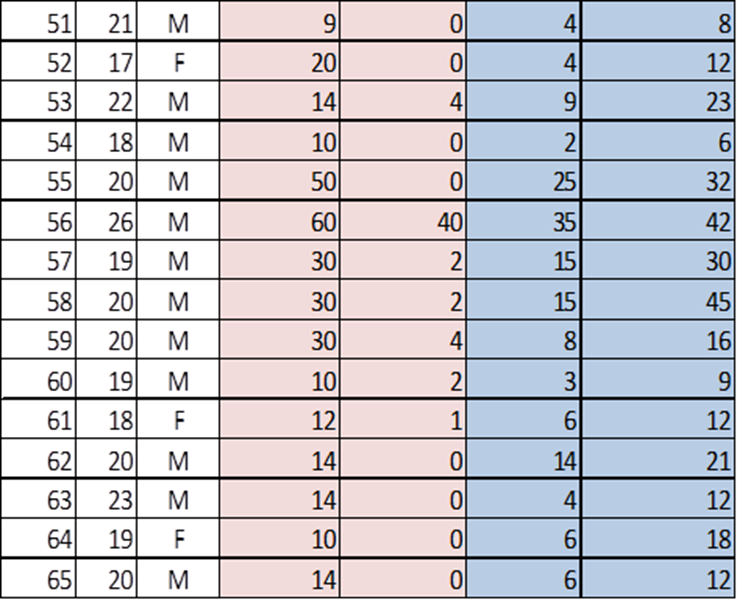 51 21 M 9 0 4 8
52 17 F 20 0 4 12
53 22 M 14 4 9 23
54 18 M 10 0 2 6
55 20 M 50 0 25 32
56 26 M 60 40 35 42
57 19 M 30 2 15 30
58 20 M 30 2 15 45
59 20 M 30 4 8 16
60 19 M 10 2 3 9
61 18 F 12 1 6 12
62 20 M 14 0 14 21
63 23 M 14 0 4 12
64 19 F 10 0 6 18
65 20 M 14 0 6 12